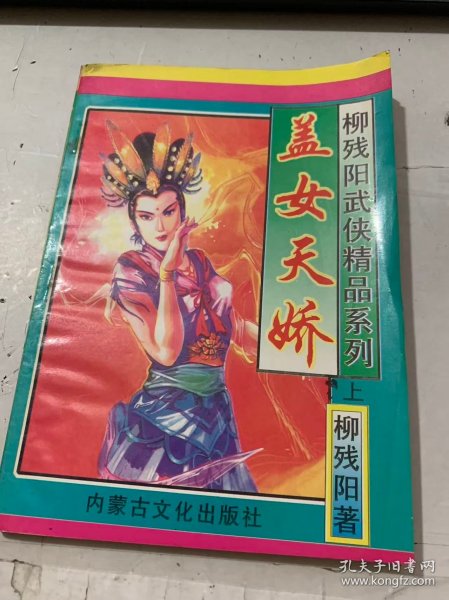 柳残阳武侠精品系列
盖女天娇
上
柳残阳著
内蒙古文化出版社
孔夫子旧书网
www.kongfz.com